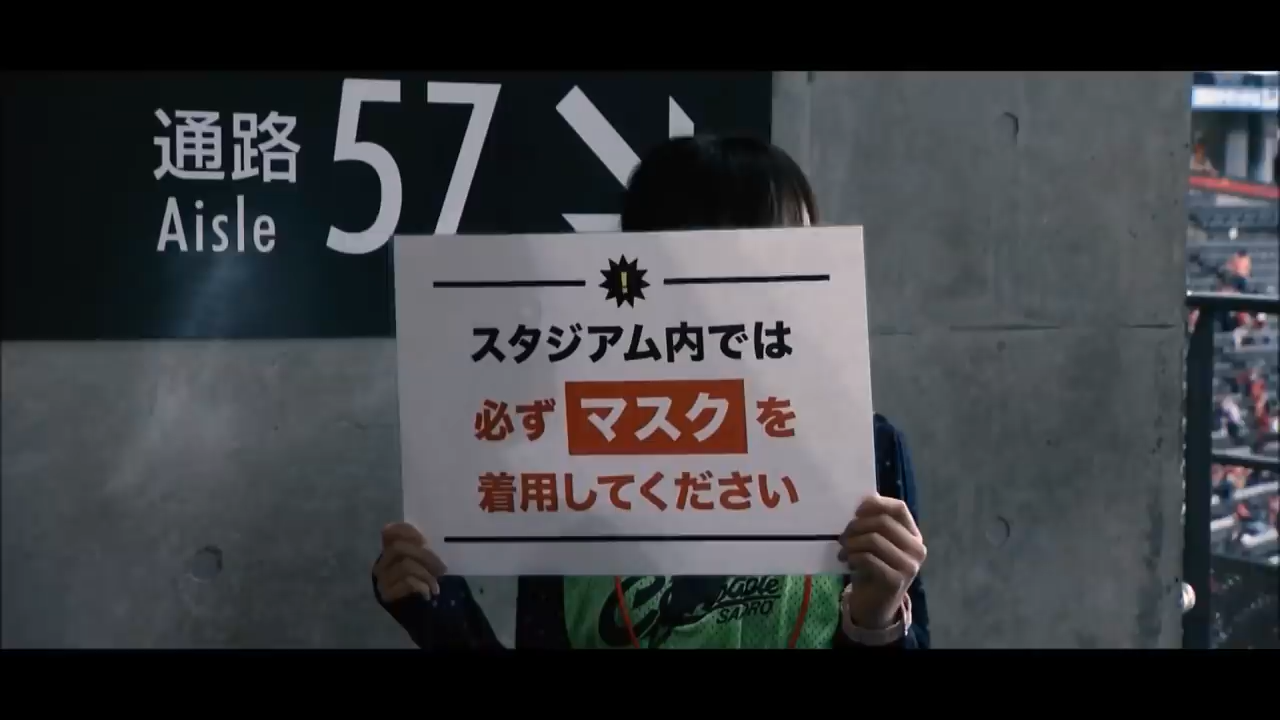 通路 57
Aisle
!
スタジアム内では
必ずマスクを
着用してください